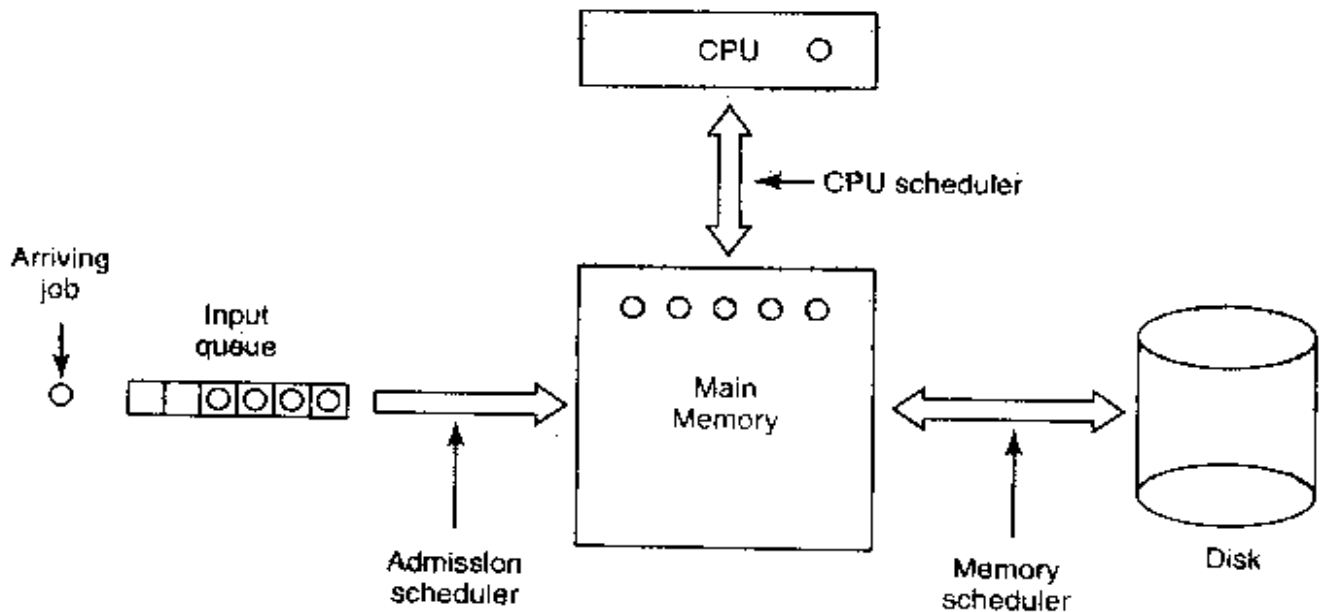 CPU
CPU scheduler
Arriving
job
Input
queue
Main
Memory
Admission
scheduler
Memory
scheduler
Disk